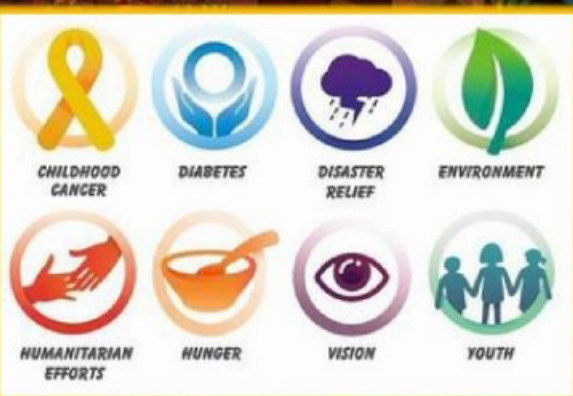 CHILDHOOD
CANCER
DIABETES
DISASTER
RELIEF
ENVIRONMENT
HUMANITARIAN
EFFORTS
HUNGER
VISION
YOUTH